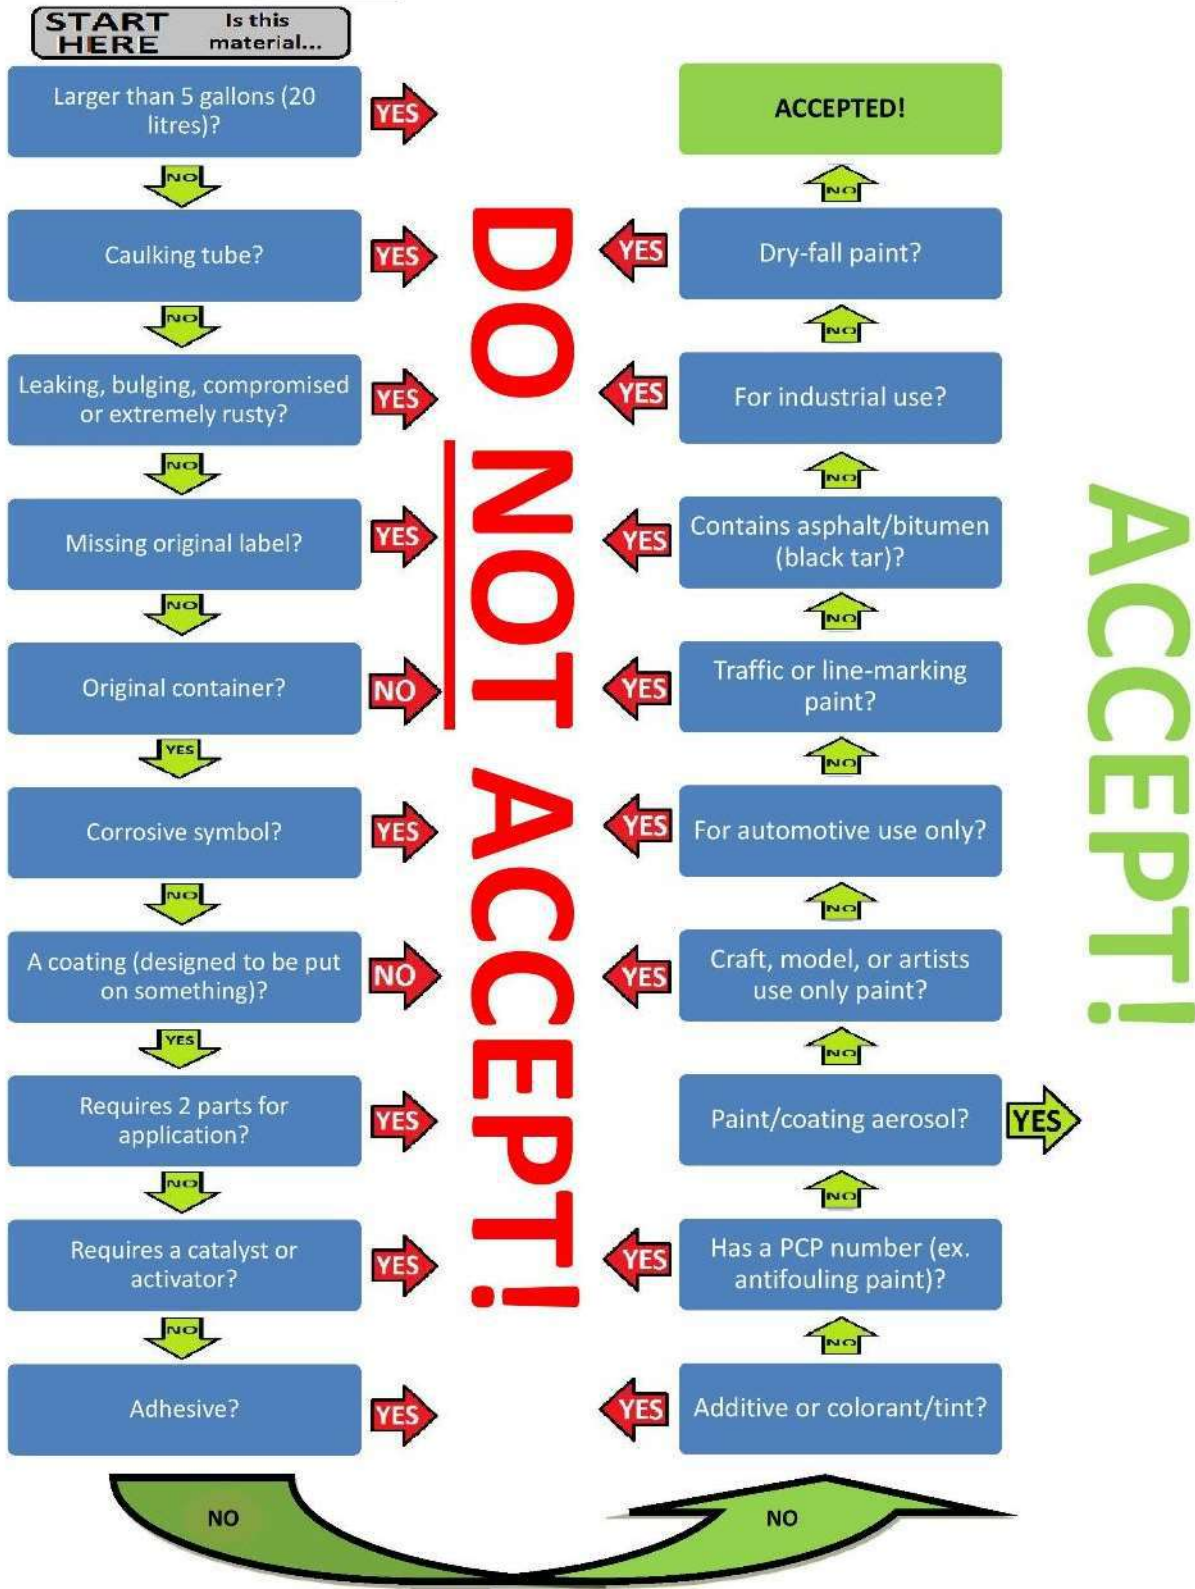 START HERE
Is this material...
Larger than 5 gallons (20
litres)?
YES
NO
Caulking tube?
YES
NO
Leaking, bulging, compromised
or extremely rusty?
YES
NO
Missing original label?
YES
NO
Original container?
NO
YES
Corrosive symbol?
YES
NO
A coating (designed to be put
on something)?
NO
YES
Requires 2 parts for
application?
YES
NO
Requires a catalyst or
activator?
YES
NO
Adhesive?
YES
NO
DO NOT ACCEPT!
NO
YES
Additive or colorant/tint?
NO
YES
Has a PCP number (ex.
antifouling paint)?
NO
Paint/coating aerosol?
YES
NO
YES
Craft, model, or artists
use only paint?
NO
YES
For automotive use only?
NO
YES
Traffic or line-marking
paint?
NO
YES
Contains asphalt/bitumen
(black tar)?
NO
YES
For industrial use?
NO
YES
Dry-fall paint?
NO
ACCEPTED!
ACCEPT!